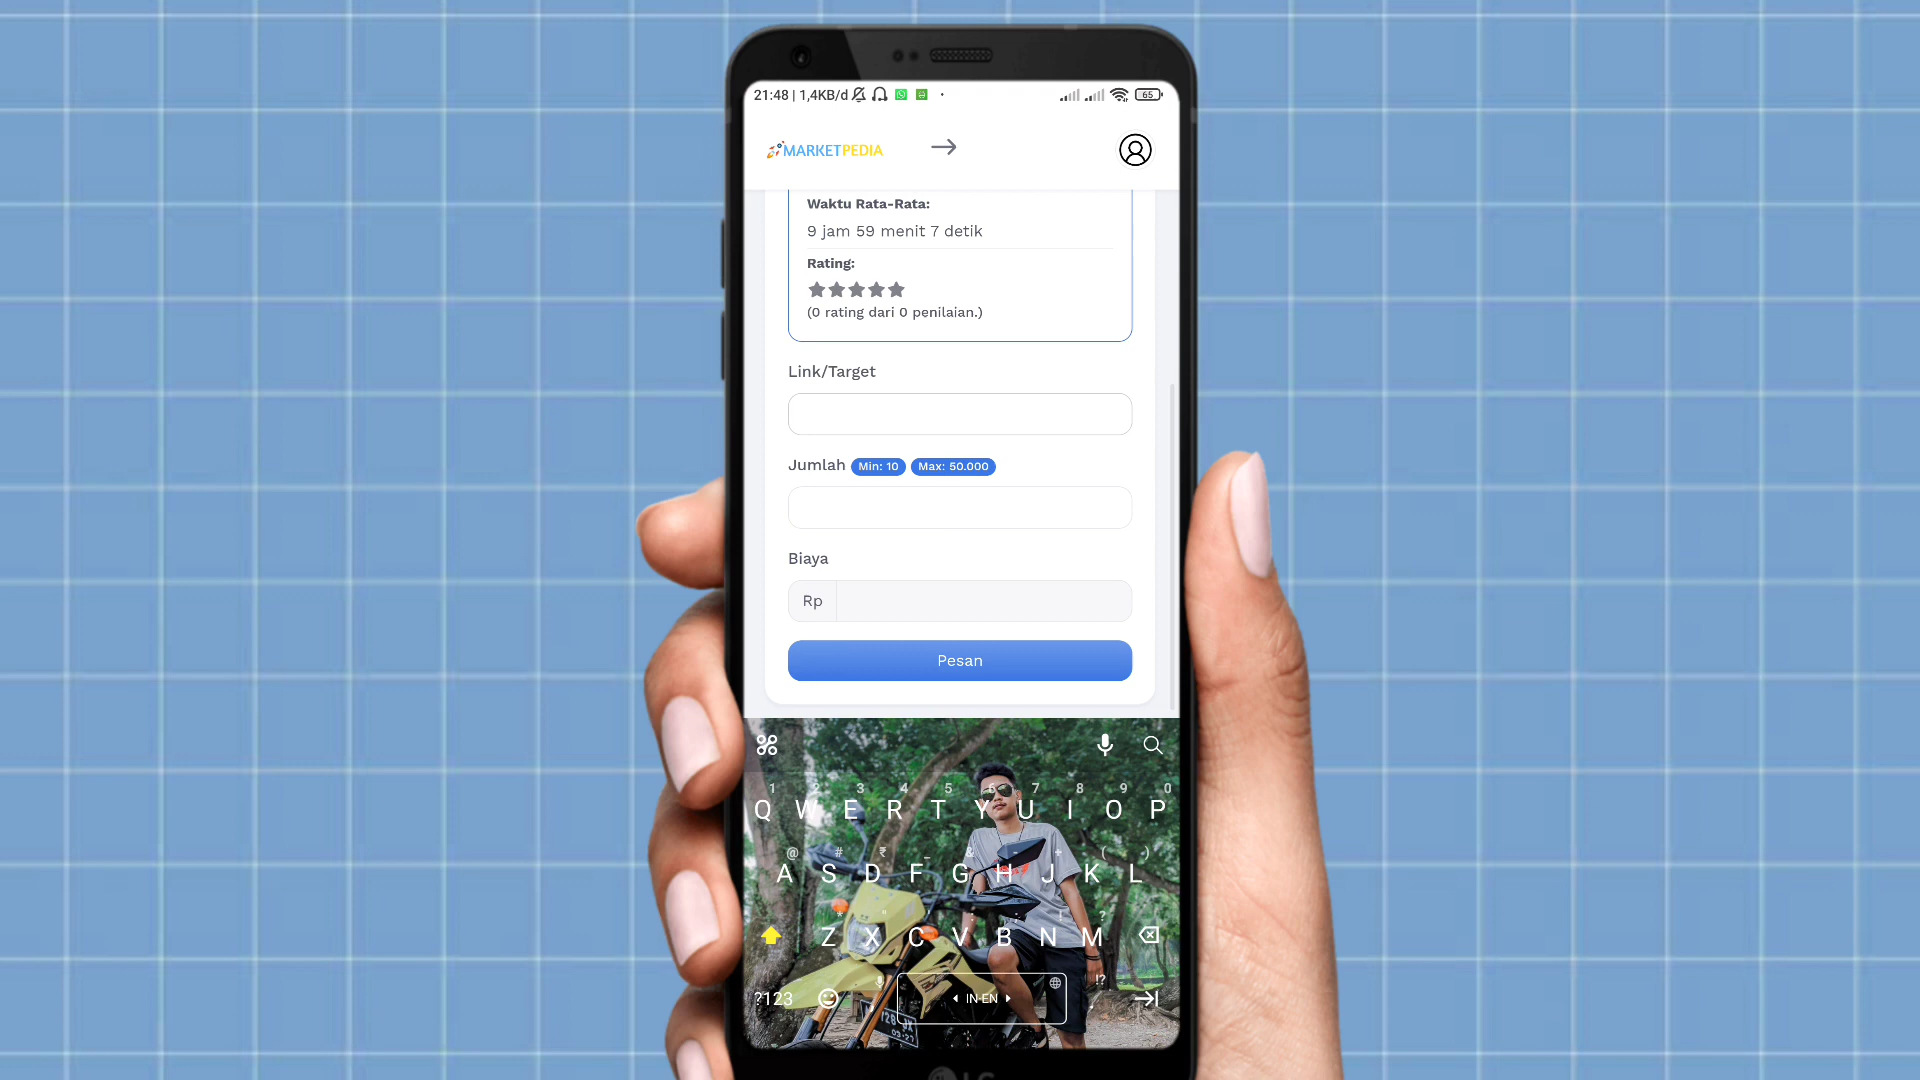 21:48 | 1,4KB/d
65
MARKETPEDIA
Waktu Rata-Rata:
9 jam 59 menit 7 detik
Rating:
(0 rating dari 0 penilaian.)
Link/Target
Jumlah Min: 10 Max: 50.000
Biaya
Rp
Pesan
1 2 3 4 5 6 7 8 9 0
Q W E R T Y U I O P
@ # ₹ _ & - + ( )
A S D F G H J K L
* " ' : ; ! ?
Z X C V B N M
!?
?123 IN-EN .
LG